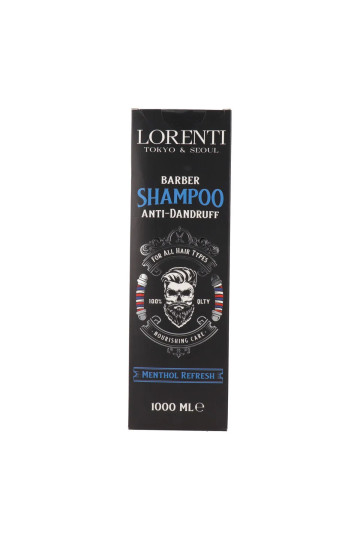 LORENTI
TOKYO & SEOUL
BARBER
SHAMPOO
ANTI-DANDRUFF
FOR ALL HAIR TYPES
100% QLTY
NOURISHING CARE
MENTHOL REFRESH
1000 ML℮